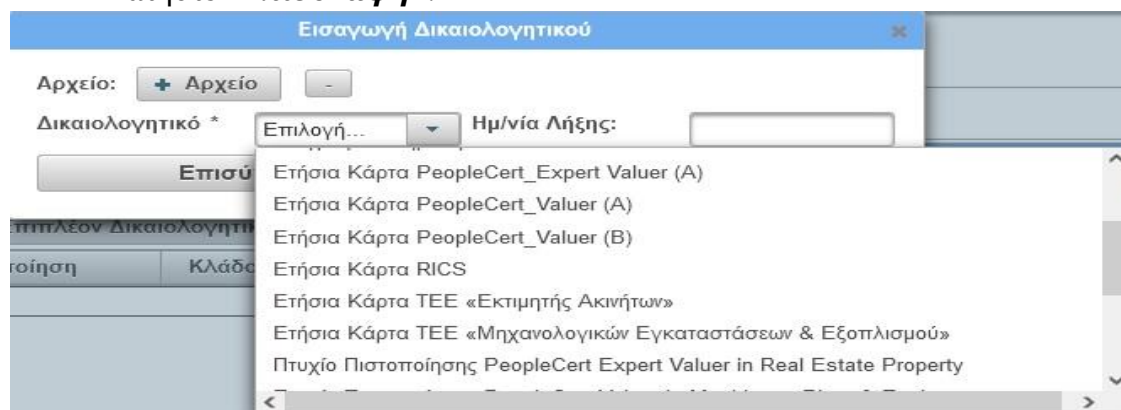 Εισαγωγή Δικαιολογητικού
Αρχείο: + Αρχείο -
Δικαιολογητικό * Επιλογή... Ημ/νία Λήξης:
Ετήσια Κάρτα PeopleCert_Expert Valuer (A)
Ετήσια Κάρτα PeopleCert_Valuer (A)
Ετήσια Κάρτα PeopleCert_Valuer (B)
Ετήσια Κάρτα RICS
Ετήσια Κάρτα ΤΕΕ «Εκτιμητής Ακινήτων»
Ετήσια Κάρτα ΤΕΕ «Μηχανολογικών Εγκαταστάσεων & Εξοπλισμού»
Πτυχίο Πιστοποίησης PeopleCert Expert Valuer in Real Estate Property